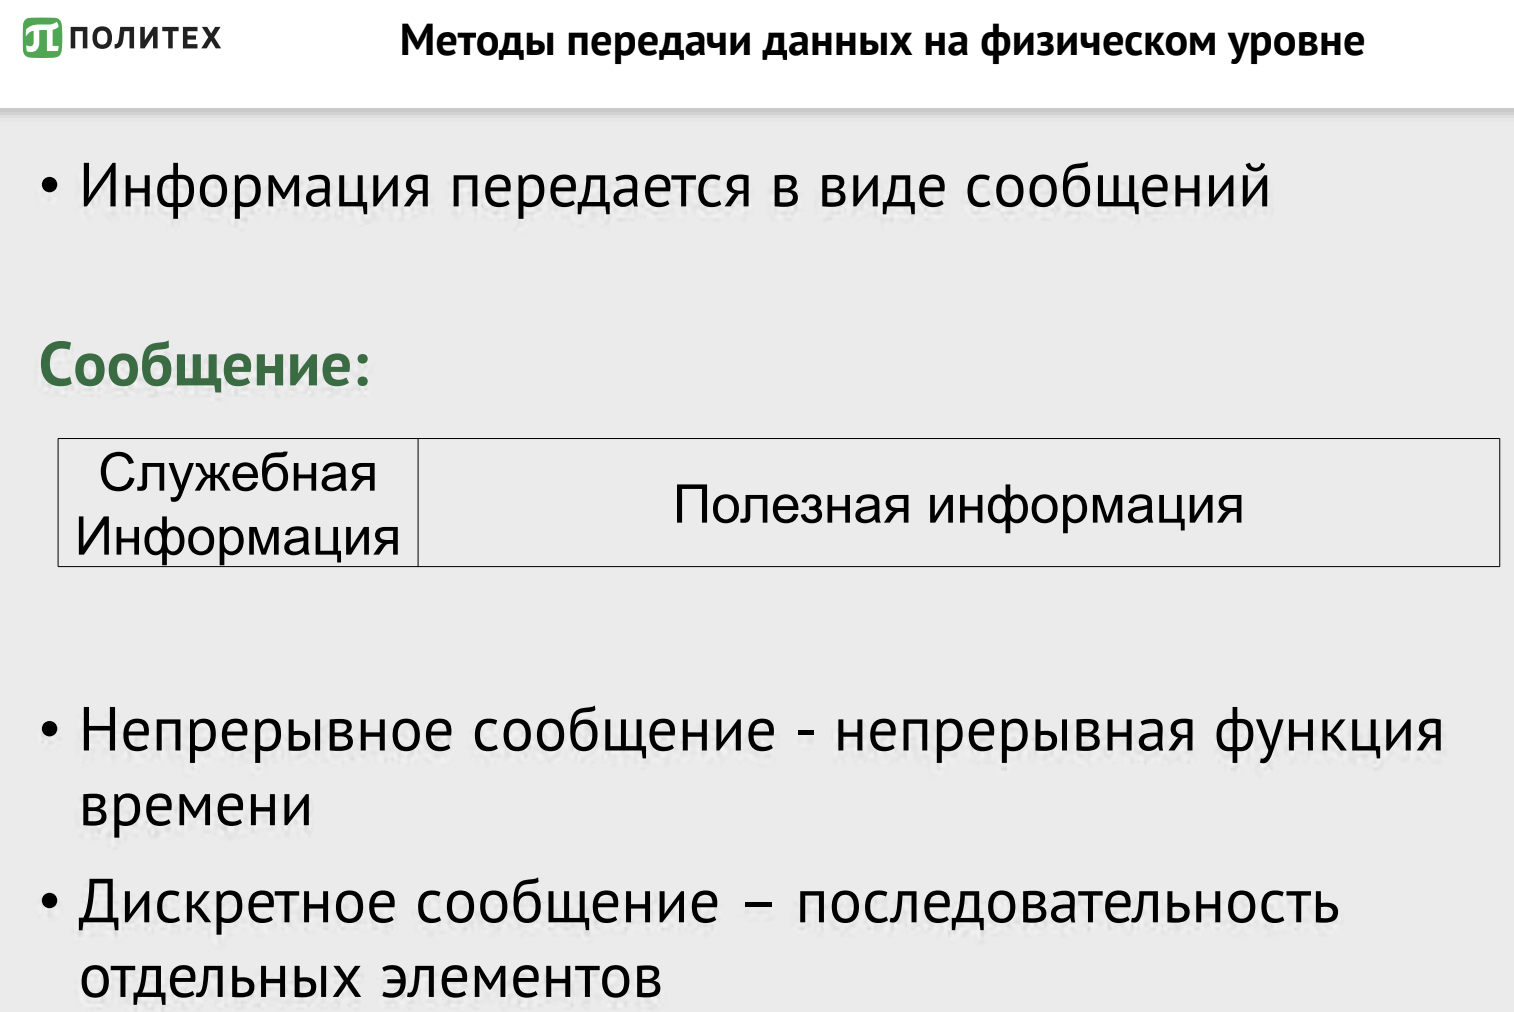 ПОЛИТЕХ
Методы передачи данных на физическом уровне
• Информация передается в виде сообщений
Сообщение:
Служебная
Информация
Полезная информация
• Непрерывное сообщение - непрерывная функция
времени
• Дискретное сообщение – последовательность
отдельных элементов